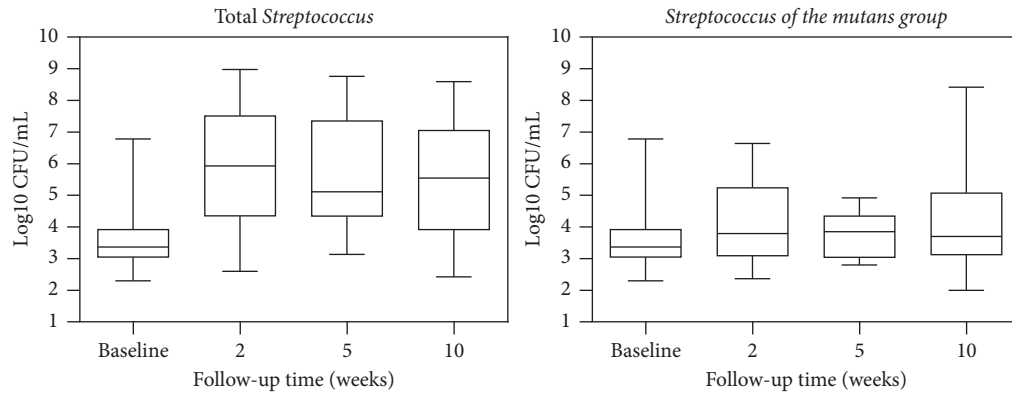 Total Streptococcus
10
9
8
7
6
5
4
3
2
1
Log10 CFU/mL
Baseline 2 5 10
Follow-up time (weeks)
Streptococcus of the mutans group
10
9
8
7
6
5
4
3
2
1
Log10 CFU/mL
Baseline 2 5 10
Follow-up time (weeks)